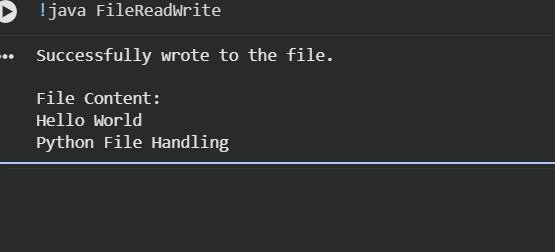 !java FileReadWrite
Successfully wrote to the file.
File Content:
Hello World
Python File Handling